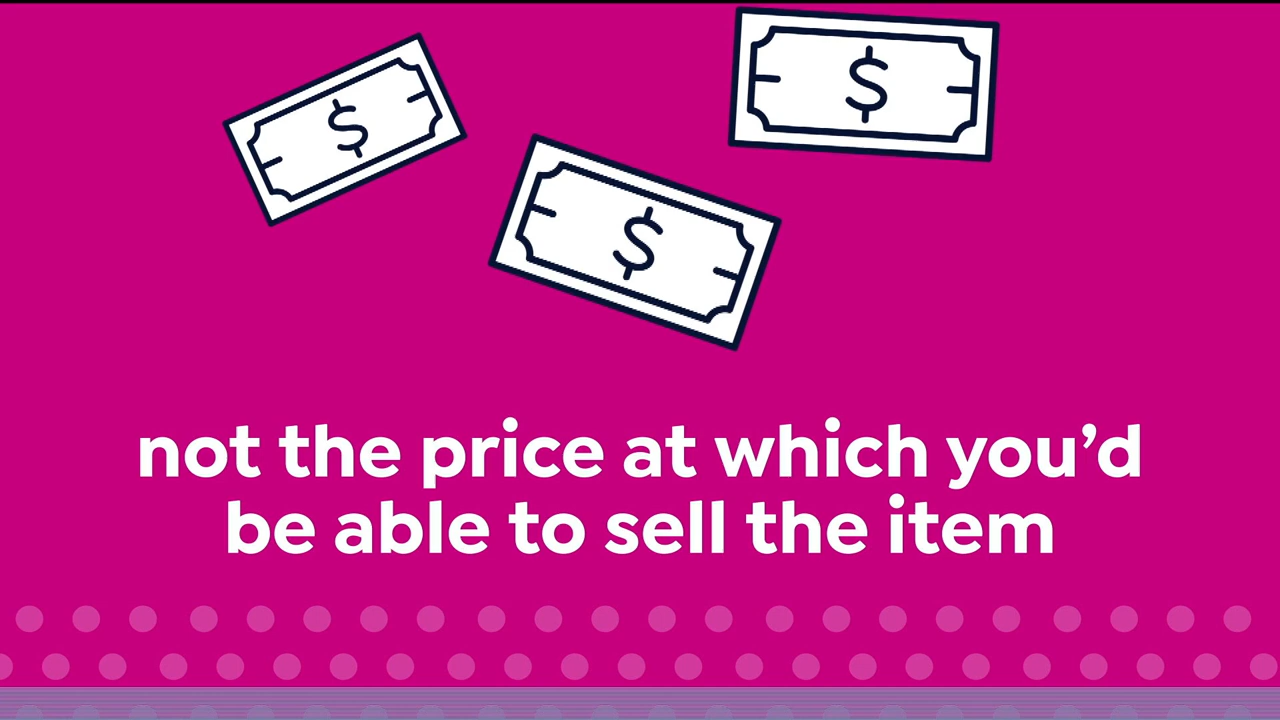 $
$
$
not the price at which you’d
be able to sell the item